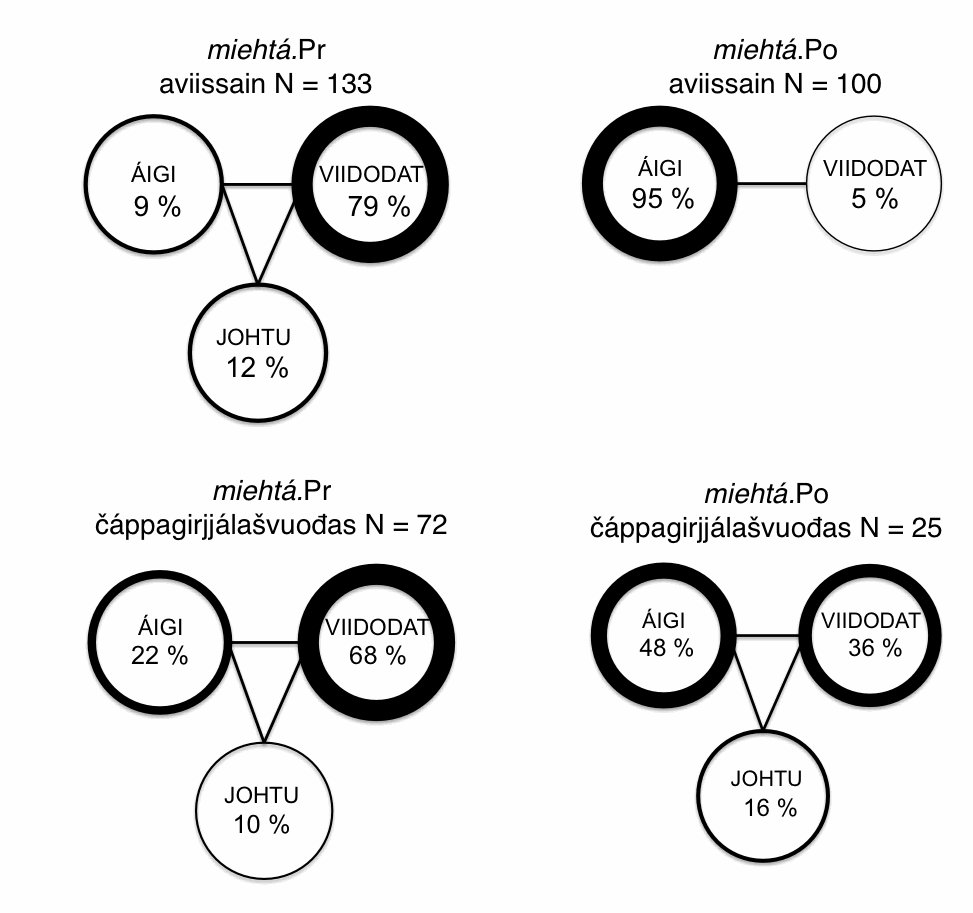 miehtá.Pr
aviissain N = 133
ÁIGI
9 %
VIIDODAT
79 %
JOHTU
12 %
miehtá.Po
aviissain N = 100
ÁIGI
95 %
VIIDODAT
5 %
miehtá.Pr
čáppagirjjálašvuođas N = 72
ÁIGI
22 %
VIIDODAT
68 %
JOHTU
10 %
miehtá.Po
čáppagirjjálašvuođas N = 25
ÁIGI
48 %
VIIDODAT
36 %
JOHTU
16 %